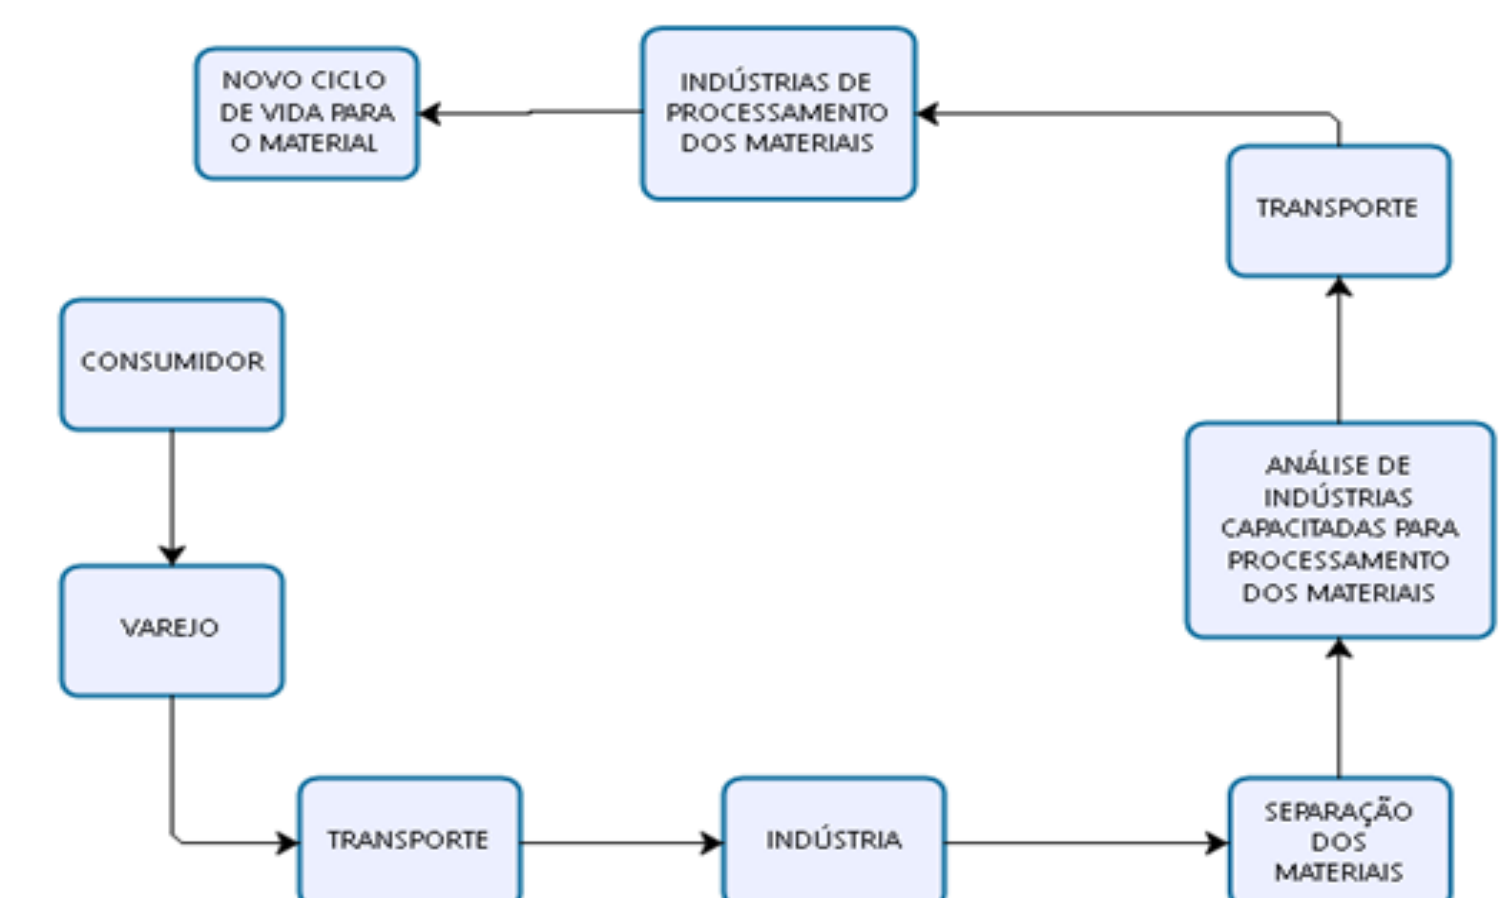 NOVO CICLO
DE VIDA PARA
O MATERIAL
INDÚSTRIAS DE
PROCESSAMENTO
DOS MATERIAIS
TRANSPORTE
CONSUMIDOR
ANÁLISE DE
INDÚSTRIAS
CAPACITADAS PARA
PROCESSAMENTO
DOS MATERIAIS
VAREJO
TRANSPORTE
INDÚSTRIA
SEPARAÇÃO
DOS
MATERIAIS